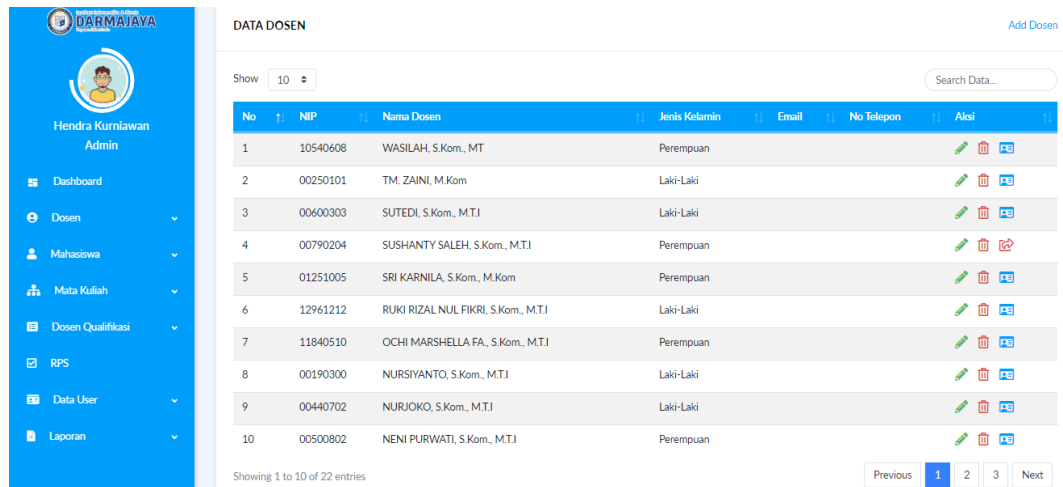 DARMAJAYA
Hendra Kurniawan
Admin
Dashboard
Dosen
Mahasiswa
Mata Kuliah
Dosen Qualifikasi
RPS
Data User
Laporan
DATA DOSEN Add Dosen
Show 10 Search Data...
No NIP Nama Dosen Jenis Kelamin Email No Telepon Aksi
1 10540608 WASILAH, S.Kom., MT Perempuan
2 00250101 TM. ZAINI, M.Kom Laki-Laki
3 00600303 SUTEDI, S.Kom., M.T.I Laki-Laki
4 00790204 SUSHANTY SALEH, S.Kom., M.T.I Perempuan
5 01251005 SRI KARNILA, S.Kom., M.Kom Perempuan
6 12961212 RUKI RIZAL NUL FIKRI, S.Kom., M.T.I Laki-Laki
7 11840510 OCHI MARSHELLA FA., S.Kom., M.T.I Perempuan
8 00190300 NURSIYANTO, S.Kom., M.T.I Laki-Laki
9 00440702 NURJOKO, S.Kom., M.T.I Laki-Laki
10 00500802 NENI PURWATI, S.Kom., M.T.I Perempuan
Showing 1 to 10 of 22 entries Previous 1 2 3 Next